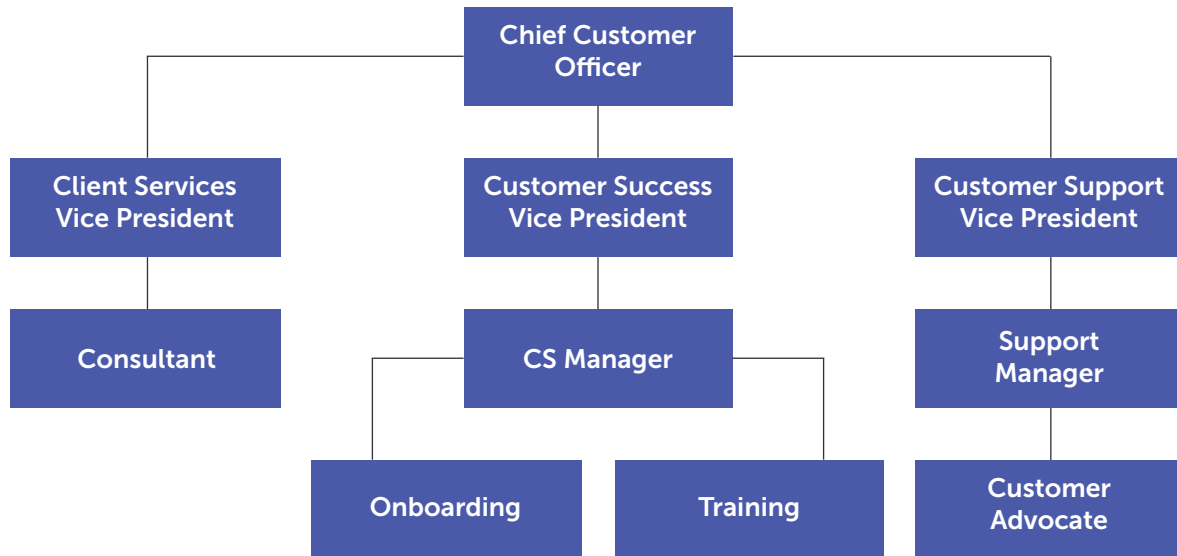 Chief Customer
Officer
Client Services
Vice President
Customer Success
Vice President
Customer Support
Vice President
Consultant
CS Manager
Support
Manager
Onboarding
Training
Customer
Advocate